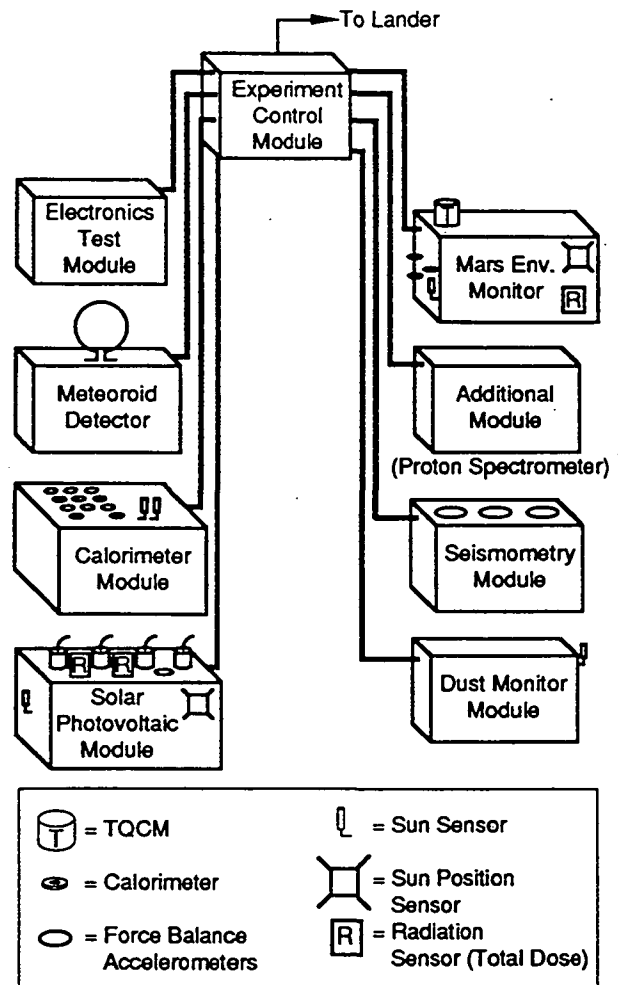 To Lander
Experiment
Control
Module
Electronics
Test
Module
T
Mars Env.
Monitor
R
Meteoroid
Detector
Additional
Module
(Proton Spectrometer)
Calorimeter
Module
Seismometry
Module
R
R
Solar
Photovoltaic
Module
Dust Monitor
Module
T = TQCM
= Sun Sensor
= Calorimeter
= Sun Position
Sensor
= Force Balance
Accelerometers
R = Radiation
Sensor (Total Dose)